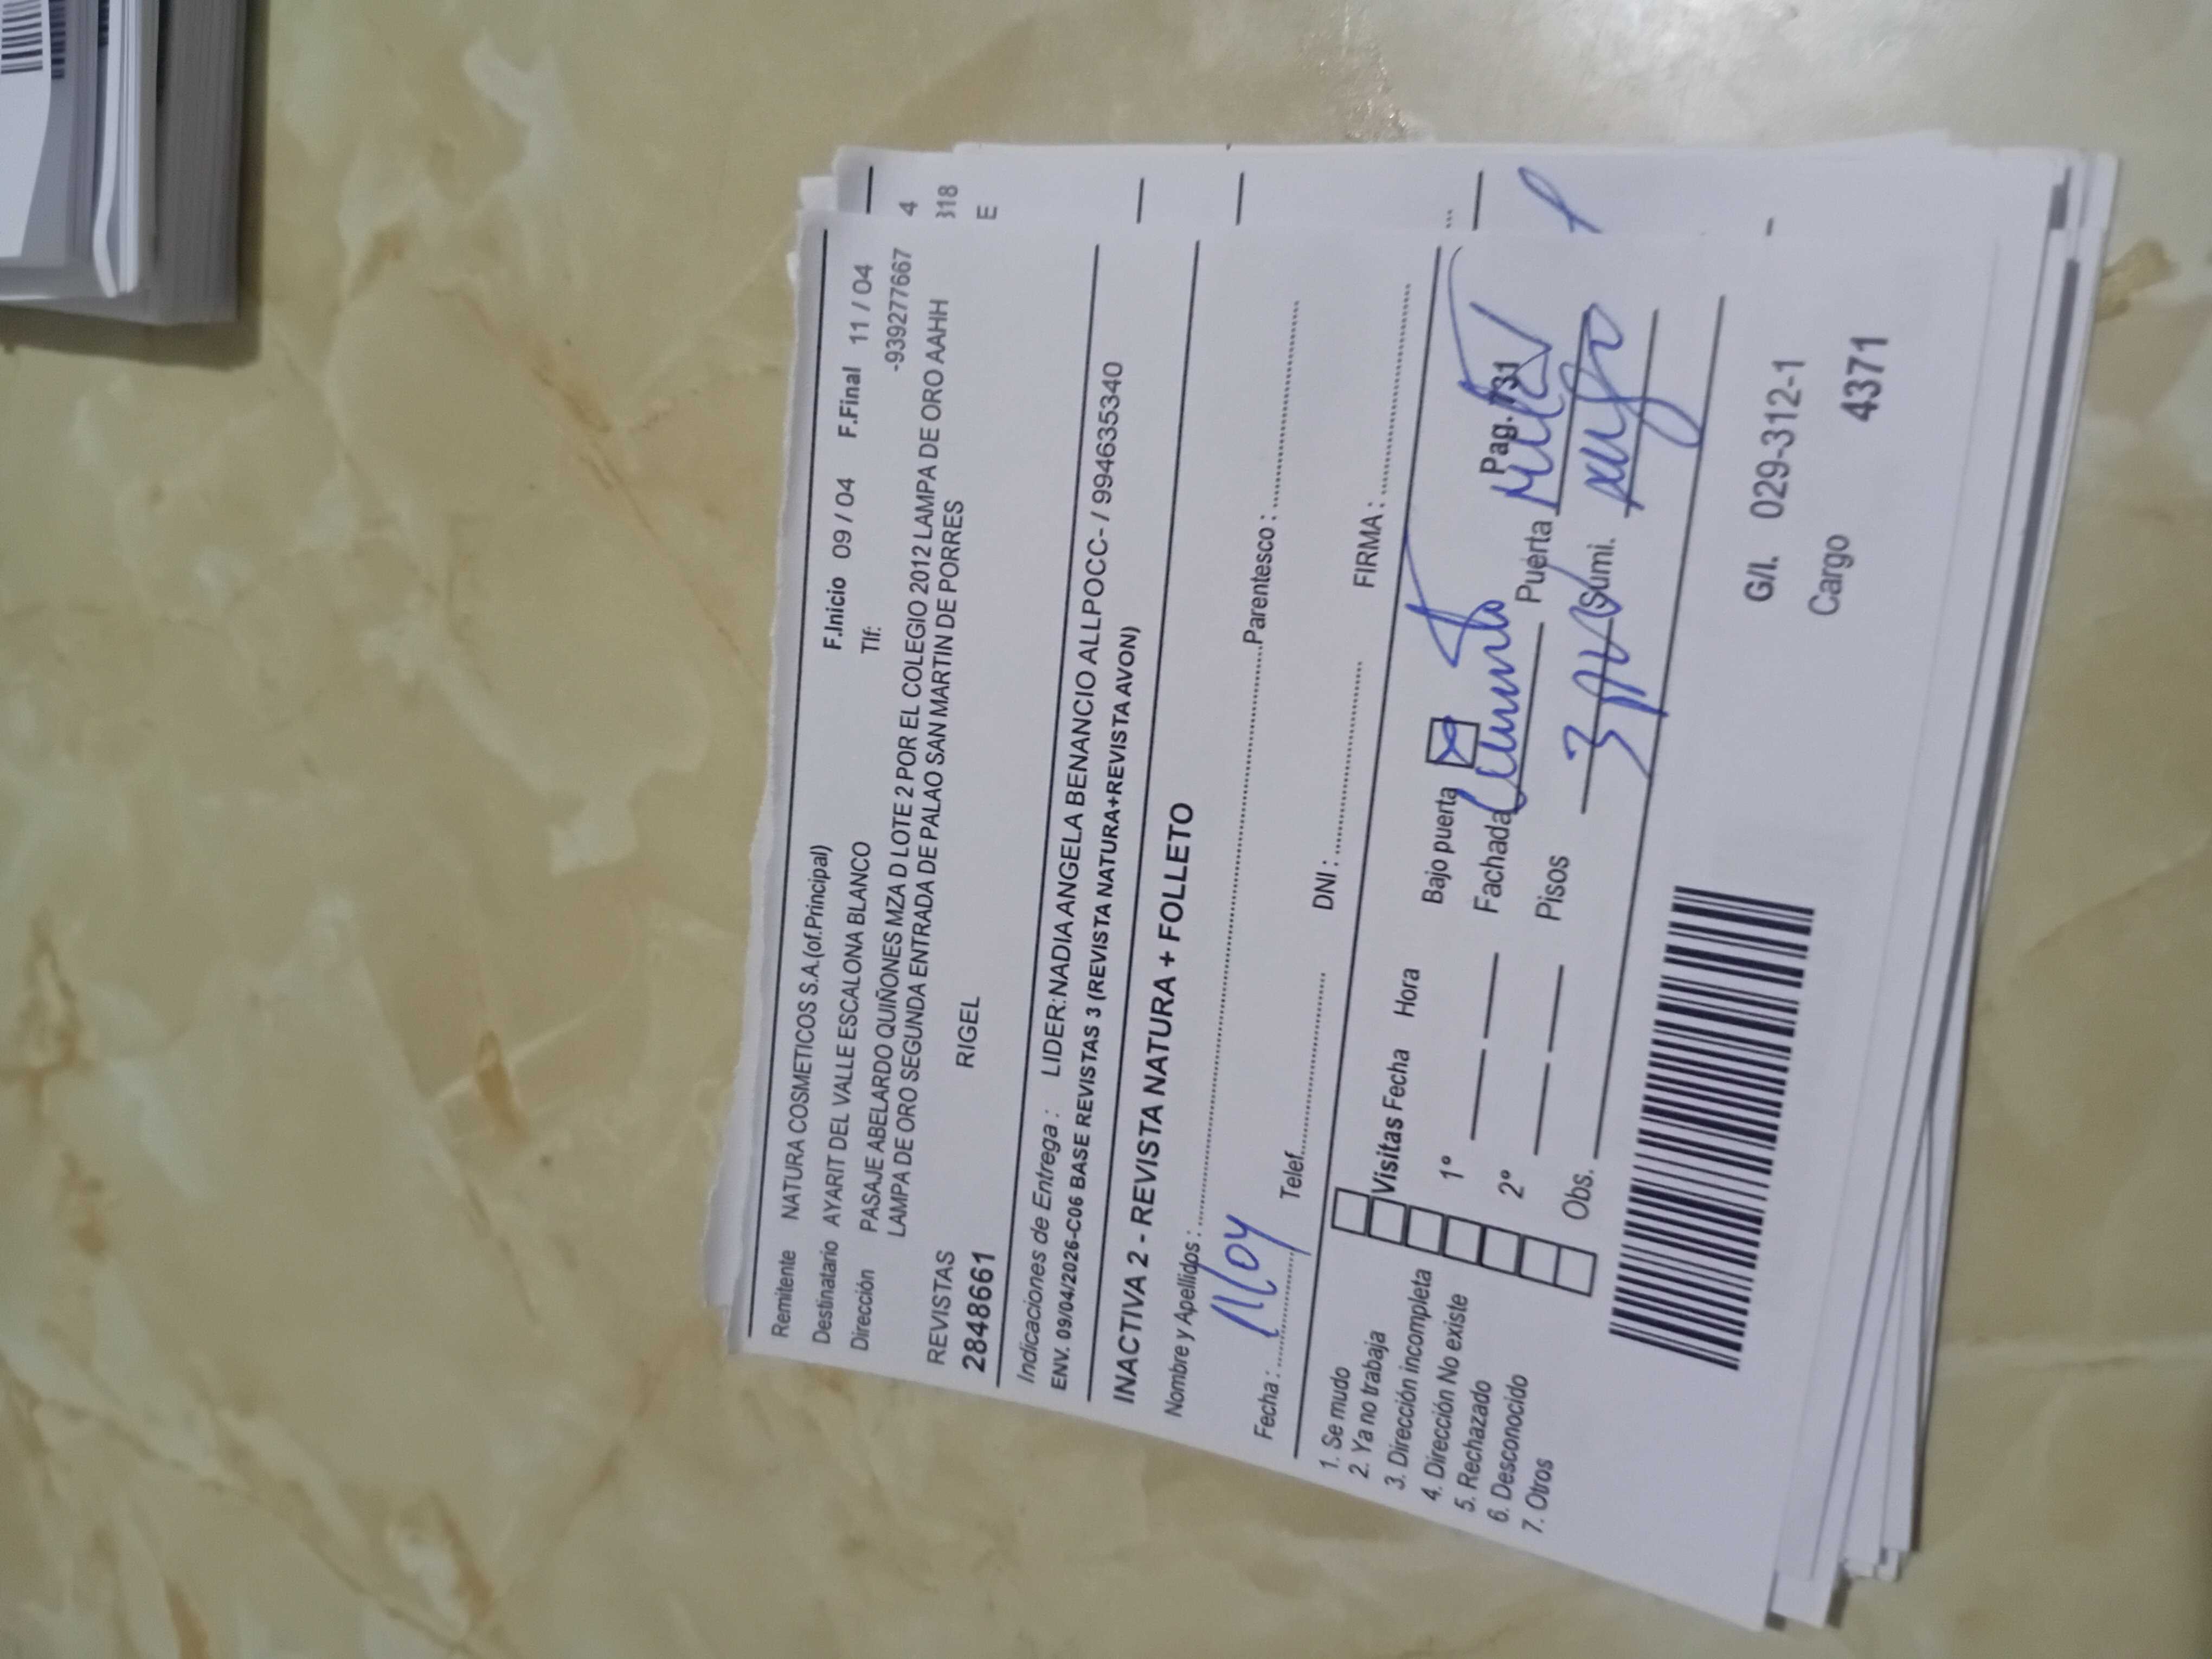 Remitente NATURA COSMETICOS S.A.(of.Principal) F.Inicio 09 / 04 F.Final 11 / 04
Destinatario AYARIT DEL VALLE ESCALONA BLANCO Tlf: -939277667
Dirección PASAJE ABELARDO QUIÑONES MZA D LOTE 2 POR EL COLEGIO 2012 LAMPA DE ORO AAHH
LAMPA DE ORO SEGUNDA ENTRADA DE PALAO SAN MARTIN DE PORRES
REVISTAS
2848661 RIGEL
Indicaciones de Entrega : LIDER:NADIA ANGELA BENANCIO ALLPOCC- / 994635340
ENV. 09/04/2026-C06 BASE REVISTAS 3 (REVISTA NATURA+REVISTA AVON)
INACTIVA 2 - REVISTA NATURA + FOLLETO
Nombre y Apellidos : Parentesco :
Fecha : 11/04 Telef. DNI : FIRMA :
1. Se mudo
2. Ya no trabaja
3. Dirección incompleta
4. Dirección No existe
5. Rechazado
6. Desconocido
7. Otros
Visitas Fecha Hora Bajo puerta
1° Fachada Puerta Pag. 731
2° Pisos 3 Sumi.
Obs.
G/I. 029-312-1
Cargo 4371
4
318
E